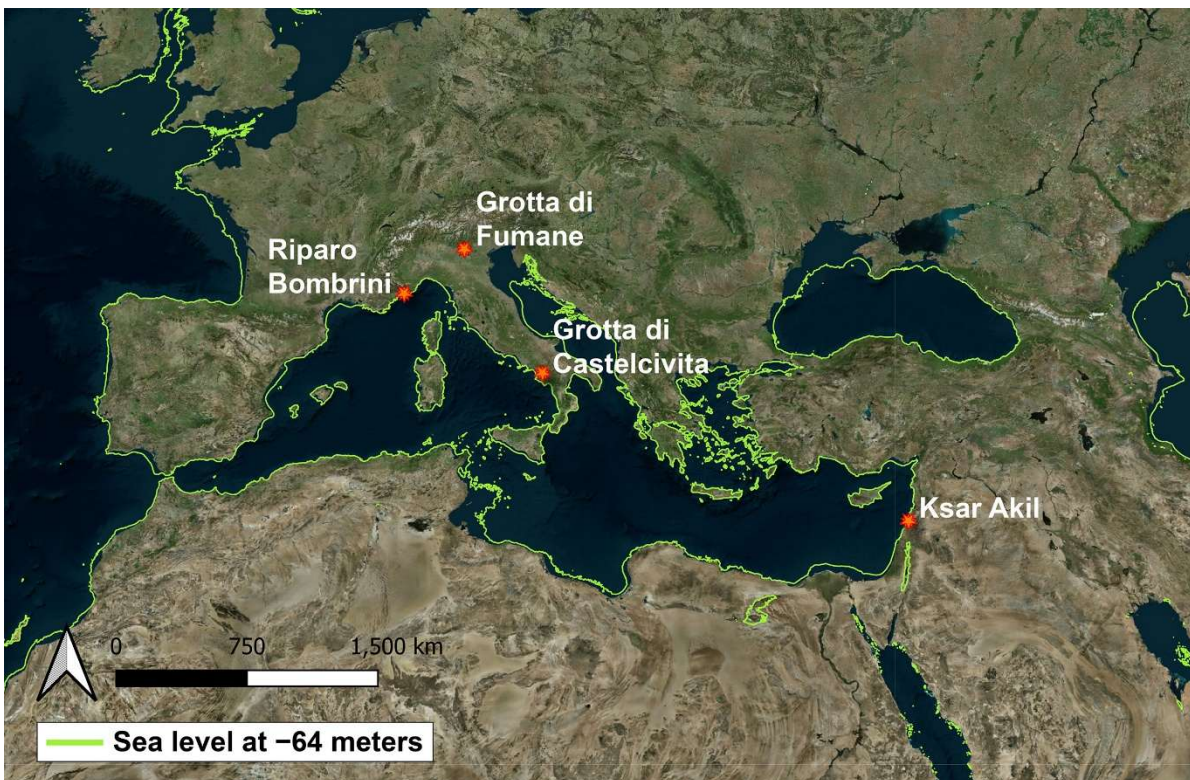 Grotta di
Fumane
Riparo
Bombrini
Grotta di
Castelcivita
Ksar Akil
0 750 1,500 km
Sea level at −64 meters